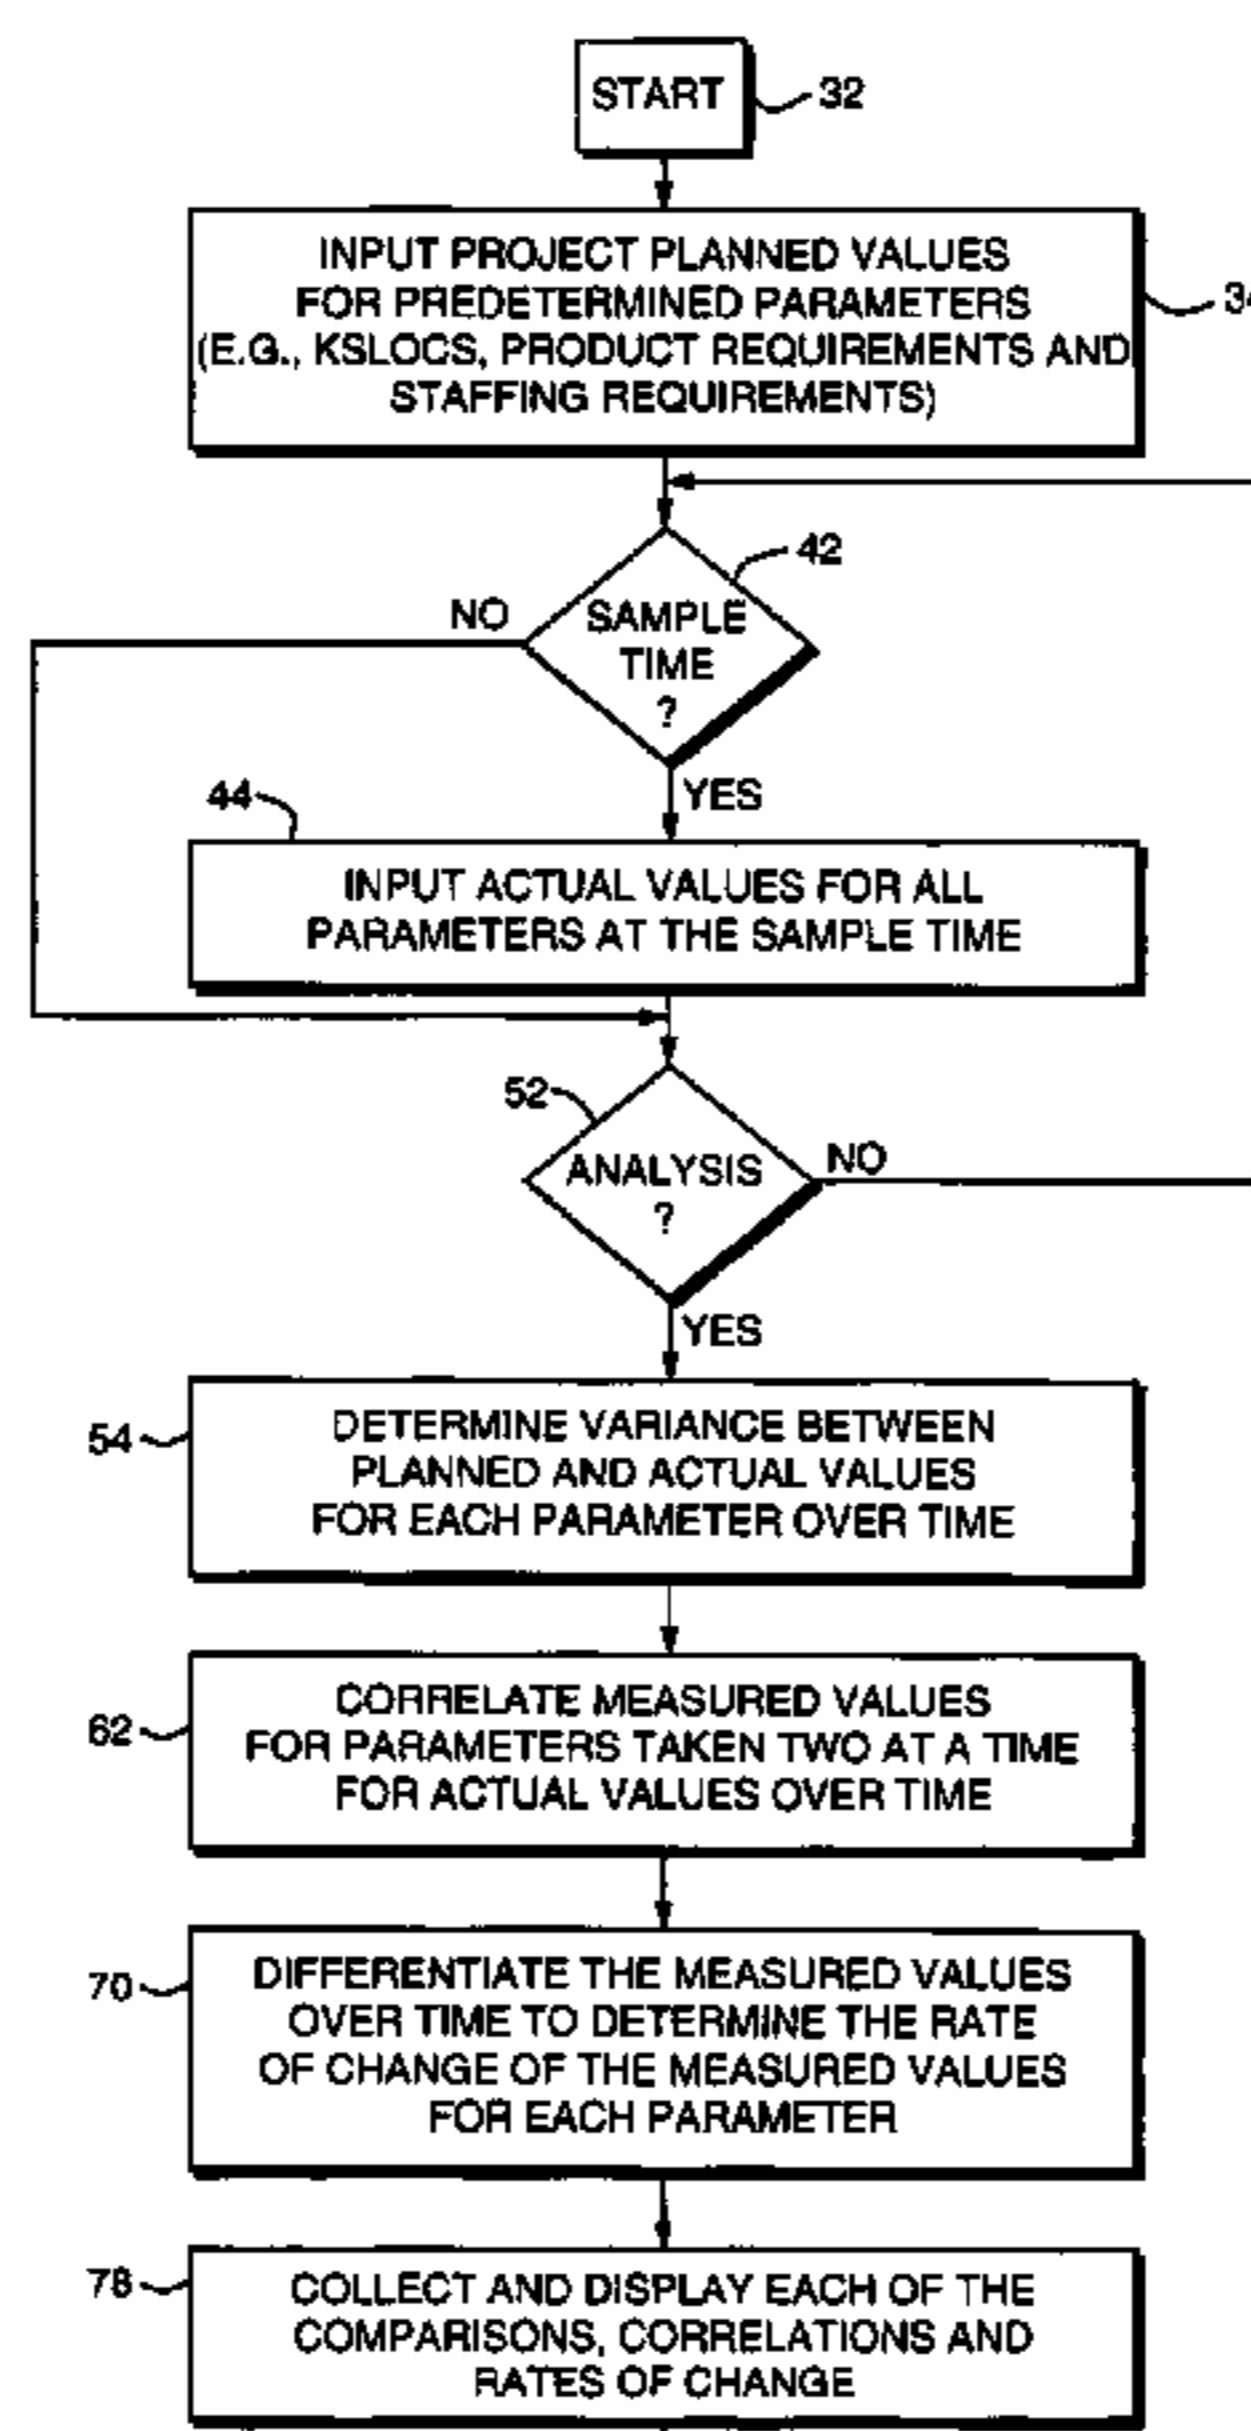 START
32
INPUT PROJECT PLANNED VALUES
FOR PREDETERMINED PARAMETERS
(E.G., KSLOCS, PRODUCT REQUIREMENTS AND
STAFFING REQUIREMENTS)
42
NO
SAMPLE
TIME
?
YES
44
INPUT ACTUAL VALUES FOR ALL
PARAMETERS AT THE SAMPLE TIME
52
ANALYSIS
?
NO
YES
54
DETERMINE VARIANCE BETWEEN
PLANNED AND ACTUAL VALUES
FOR EACH PARAMETER OVER TIME
62
CORRELATE MEASURED VALUES
FOR PARAMETERS TAKEN TWO AT A TIME
FOR ACTUAL VALUES OVER TIME
70
DIFFERENTIATE THE MEASURED VALUES
OVER TIME TO DETERMINE THE RATE
OF CHANGE OF THE MEASURED VALUES
FOR EACH PARAMETER
78
COLLECT AND DISPLAY EACH OF THE
COMPARISONS, CORRELATIONS AND
RATES OF CHANGE